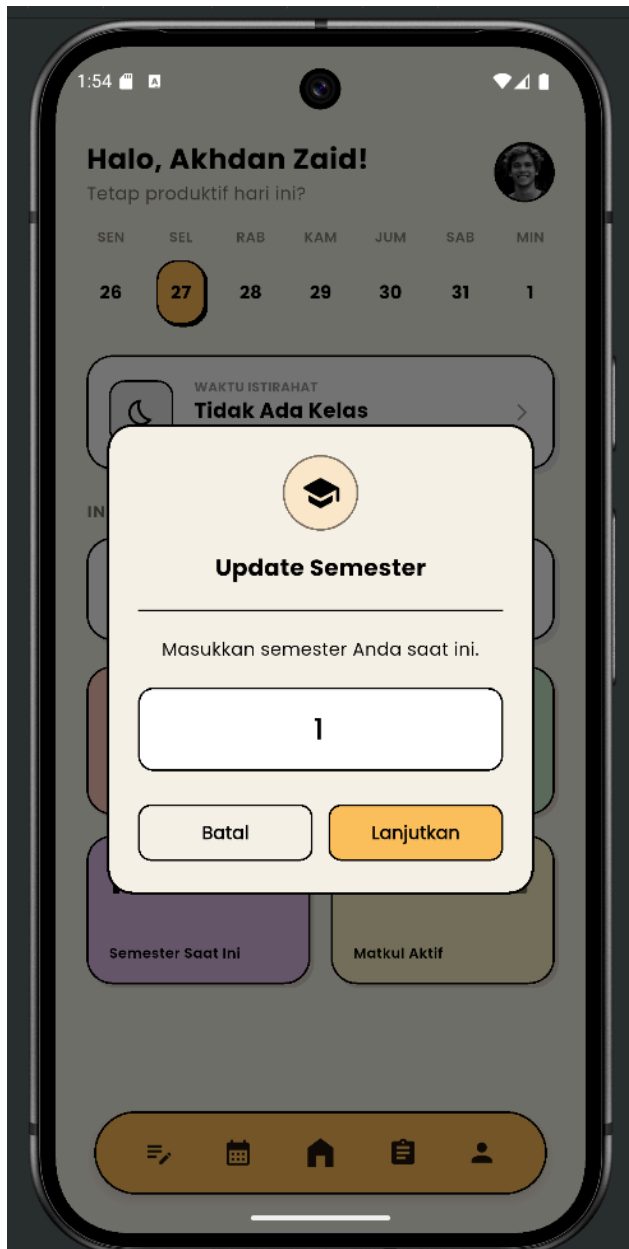 1:54
Halo, Akhdan Zaid!
Tetap produktif hari ini?
SEN SEL RAB KAM JUM SAB MIN
26 27 28 29 30 31 1
WAKTU ISTIRAHAT
Tidak Ada Kelas
IN
Update Semester
Masukkan semester Anda saat ini.
1
Batal Lanjutkan
Semester Saat Ini Matkul Aktif